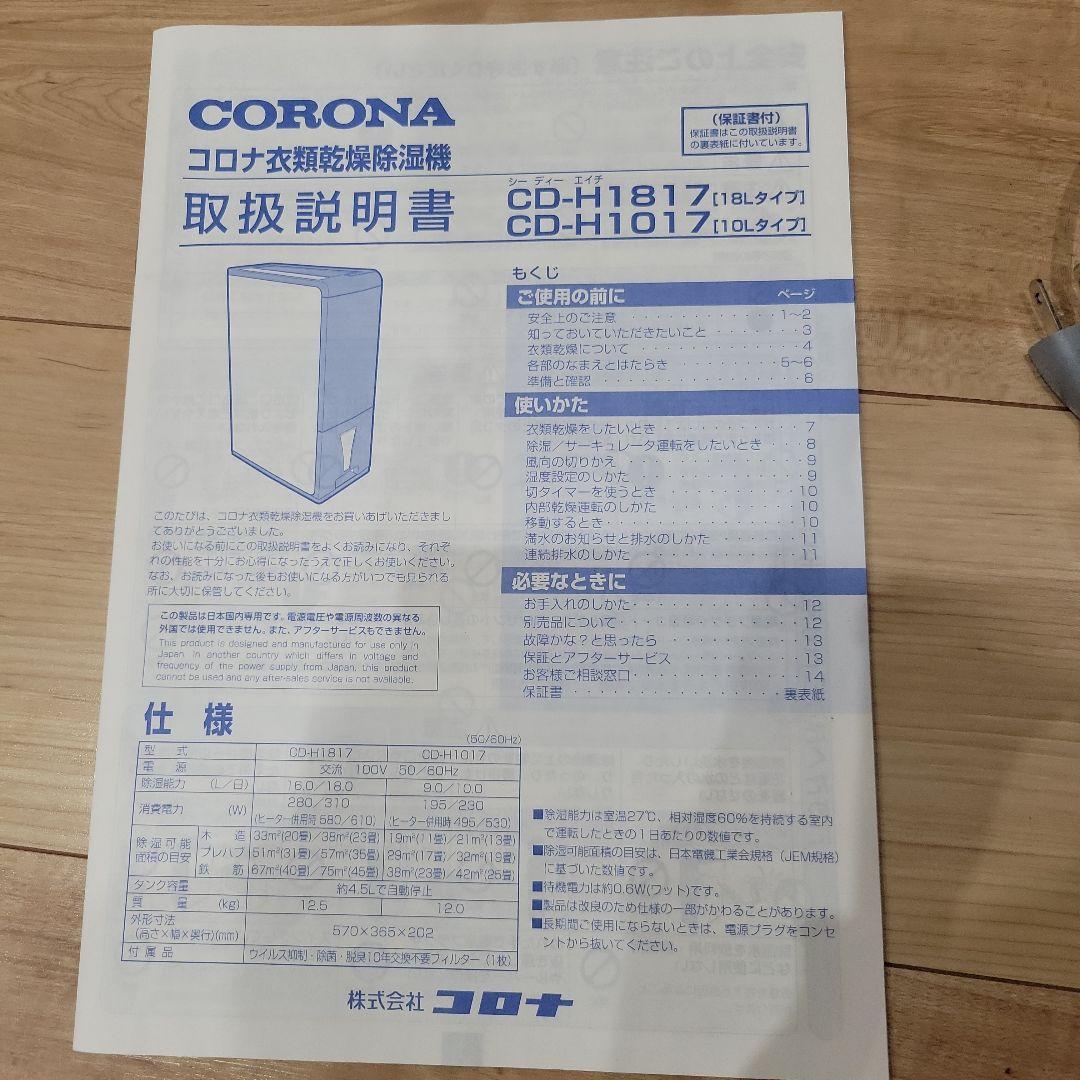 CORONA
コロナ衣類乾燥除湿機
取扱説明書
(保証書付)
保証書はこの取扱説明書
の裏表紙に付いています。
シー ディー エイチ
CD-H1817[18Lタイプ]
CD-H1017[10Lタイプ]
もくじ
ご使用の前に ページ
安全上のご注意 ・・・・・・・・・・・・ 1〜2
知っておいていただきたいこと ・・・・・・・・ 3
衣類乾燥について ・・・・・・・・・・・・・ 4
各部のなまえとはたらき ・・・・・・・・・ 5〜6
準備と確認 ・・・・・・・・・・・・・・・・ 6
使いかた
衣類乾燥をしたいとき ・・・・・・・・・・・ 7
除湿／サーキュレータ運転をしたいとき ・・・ 8
風向の切りかえ ・・・・・・・・・・・・・・ 9
湿度設定のしかた ・・・・・・・・・・・・・ 9
切タイマーを使うとき ・・・・・・・・・・・ 10
内部乾燥運転のしかた ・・・・・・・・・・・ 10
移動するとき ・・・・・・・・・・・・・・・ 10
満水のお知らせと排水のしかた ・・・・・・・ 11
連続排水のしかた ・・・・・・・・・・・・・ 11
必要なときに
お手入れのしかた ・・・・・・・・・・・・・ 12
別売品について ・・・・・・・・・・・・・・ 12
故障かな？と思ったら ・・・・・・・・・・・ 13
保証とアフターサービス ・・・・・・・・・・ 13
お客様ご相談窓口 ・・・・・・・・・・・・・ 14
保証書 ・・・・・・・・・・・・・・・・ 裏表紙
このたびは、コロナ衣類乾燥除湿機をお買いあげいただきまし
てありがとうございました。
お使いになる前にこの取扱説明書をよくお読みになり、それぞ
れの性能を十分にお心得になったうえで正しくお使いください。
なお、お読みになった後もお使いになる方がいつでも見られる
所に大切に保管してください。
この製品は日本国内専用です。電源電圧や電源周波数の異なる
外国では使用できません。また、アフターサービスもできません。
This product is designed and manufactured for use only in
Japan. In another country which differs in voltage and
frequency of the power supply from Japan, this product
cannot be used and any after-sales service is not available.
仕様
(50/60Hz)
型式 CD-H1817 CD-H1017
電源 交流 100V 50／60Hz
除湿能力 (L／日) 16.0／18.0 9.0／10.0
消費電力 (W) 280／310 195／230
(ヒーター併用時 580／610) (ヒーター併用時 495／530)
除湿可能面積の目安 木造 33m²(20畳)／38m²(23畳) 19m²(11畳)／21m²(13畳)
プレハブ 51m²(31畳)／57m²(35畳) 29m²(17畳)／32m²(19畳)
鉄筋 67m²(40畳)／75m²(45畳) 38m²(23畳)／42m²(25畳)
タンク容量 約4.5Lで自動停止
質量 (kg) 12.5 12.0
外形寸法
(高さ×幅×奥行)(mm) 570×365×202
付属品 ウイルス抑制・除菌・脱臭10年交換不要フィルター（1枚）
■除湿能力は室温27℃、相対湿度60％を持続する室内
で運転したときの1日あたりの数値です。
■除湿可能面積の目安は、日本電機工業会規格（JEM規格）
に基づいた数値です。
■待機電力は約0.6W(ワット)です。
■製品は改良のため仕様の一部がかわることがあります。
■長期間ご使用にならないときは、電源プラグをコンセ
ントから抜いてください。
株式会社 コロナ